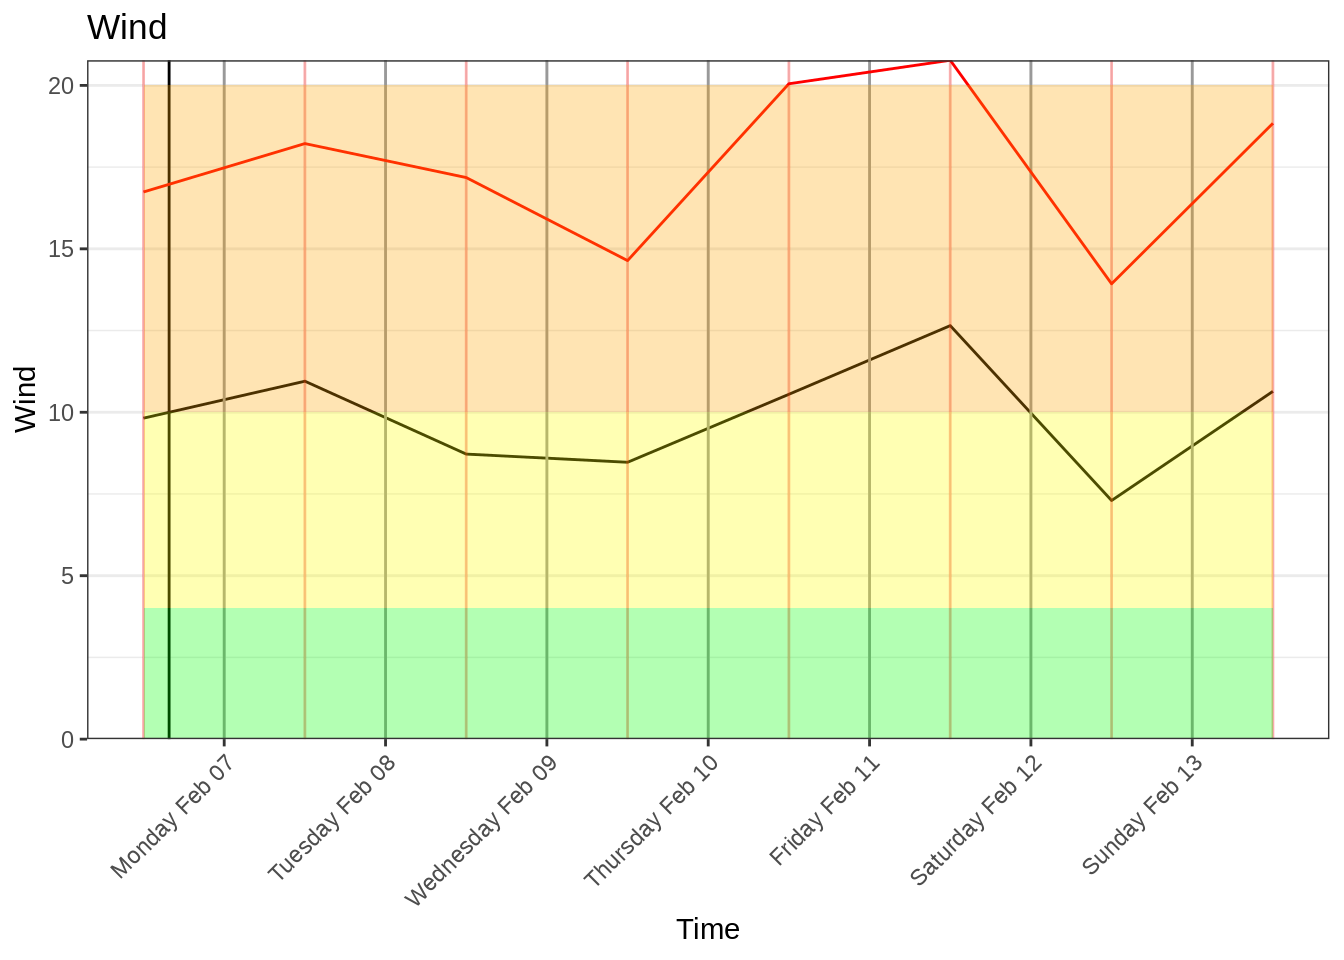 Wind
20
15
10
5
0
Wind
Monday Feb 07
Tuesday Feb 08
Wednesday Feb 09
Thursday Feb 10
Friday Feb 11
Saturday Feb 12
Sunday Feb 13
Time